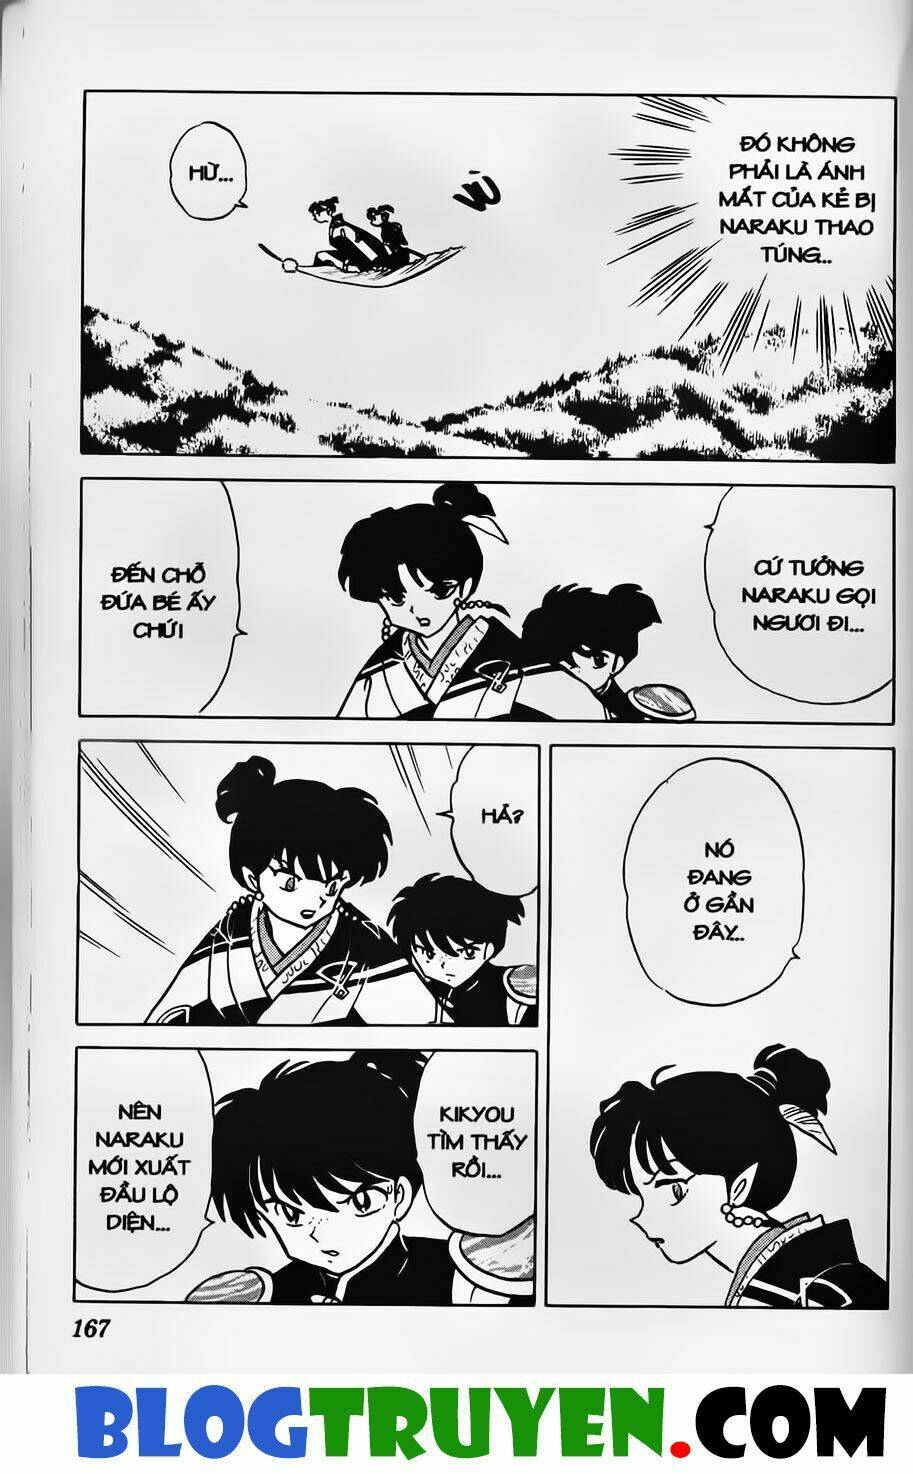 ĐÓ KHÔNG
PHẢI LÀ ÁNH
MẮT CỦA KẺ BỊ
NARAKU THAO
TÚNG...
VÙ
HỪ...
CỨ TƯỞNG
NARAKU GỌI
NGƯƠI ĐI...
ĐẾN CHỖ
ĐỨA BÉ ẤY
CHỨ!
NÓ
ĐANG
Ở GẦN
ĐÂY...
HẢ?
KIKYOU
TÌM THẤY
RỒI...
NÊN
NARAKU
MỚI XUẤT
ĐẦU LỘ
DIỆN...
167
BLOGTRUYEN.COM